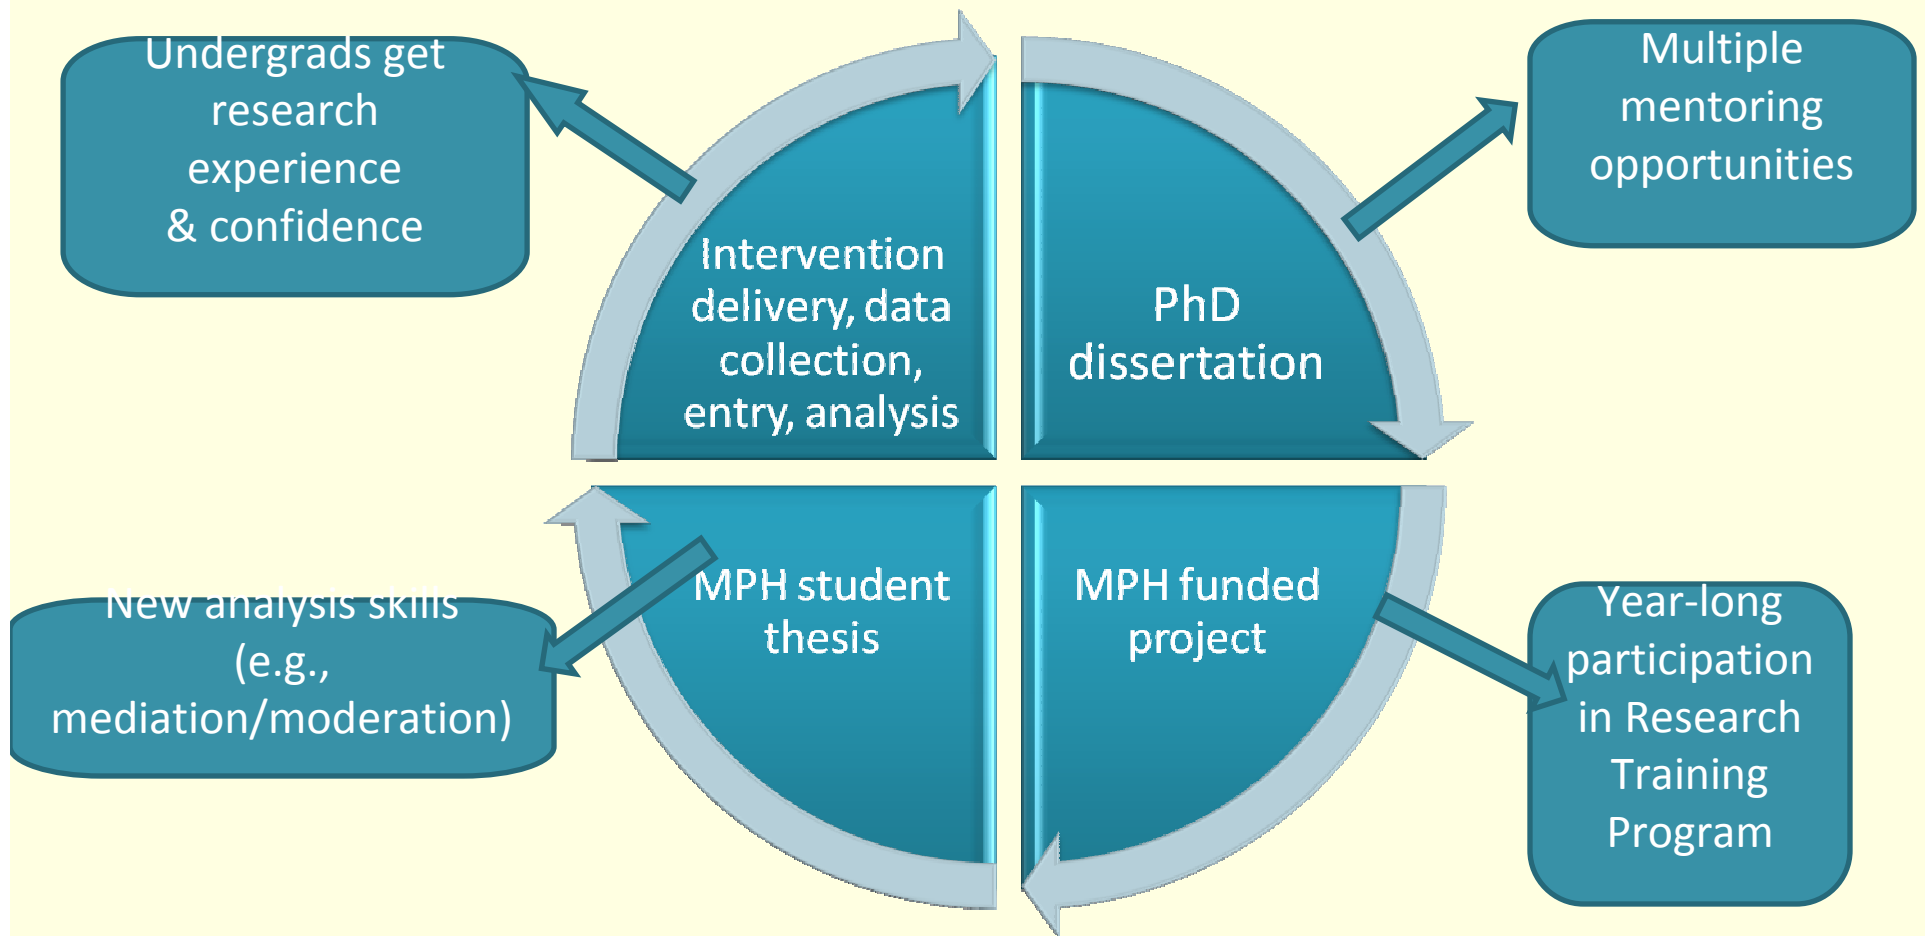 Undergrads get
research
experience
& confidence
Multiple
mentoring
opportunities
Intervention
delivery, data
collection,
entry, analysis
PhD
dissertation
New analysis skills
(e.g.,
mediation/moderation)
MPH student
thesis
MPH funded
project
Year-long
participation
in Research
Training
Program